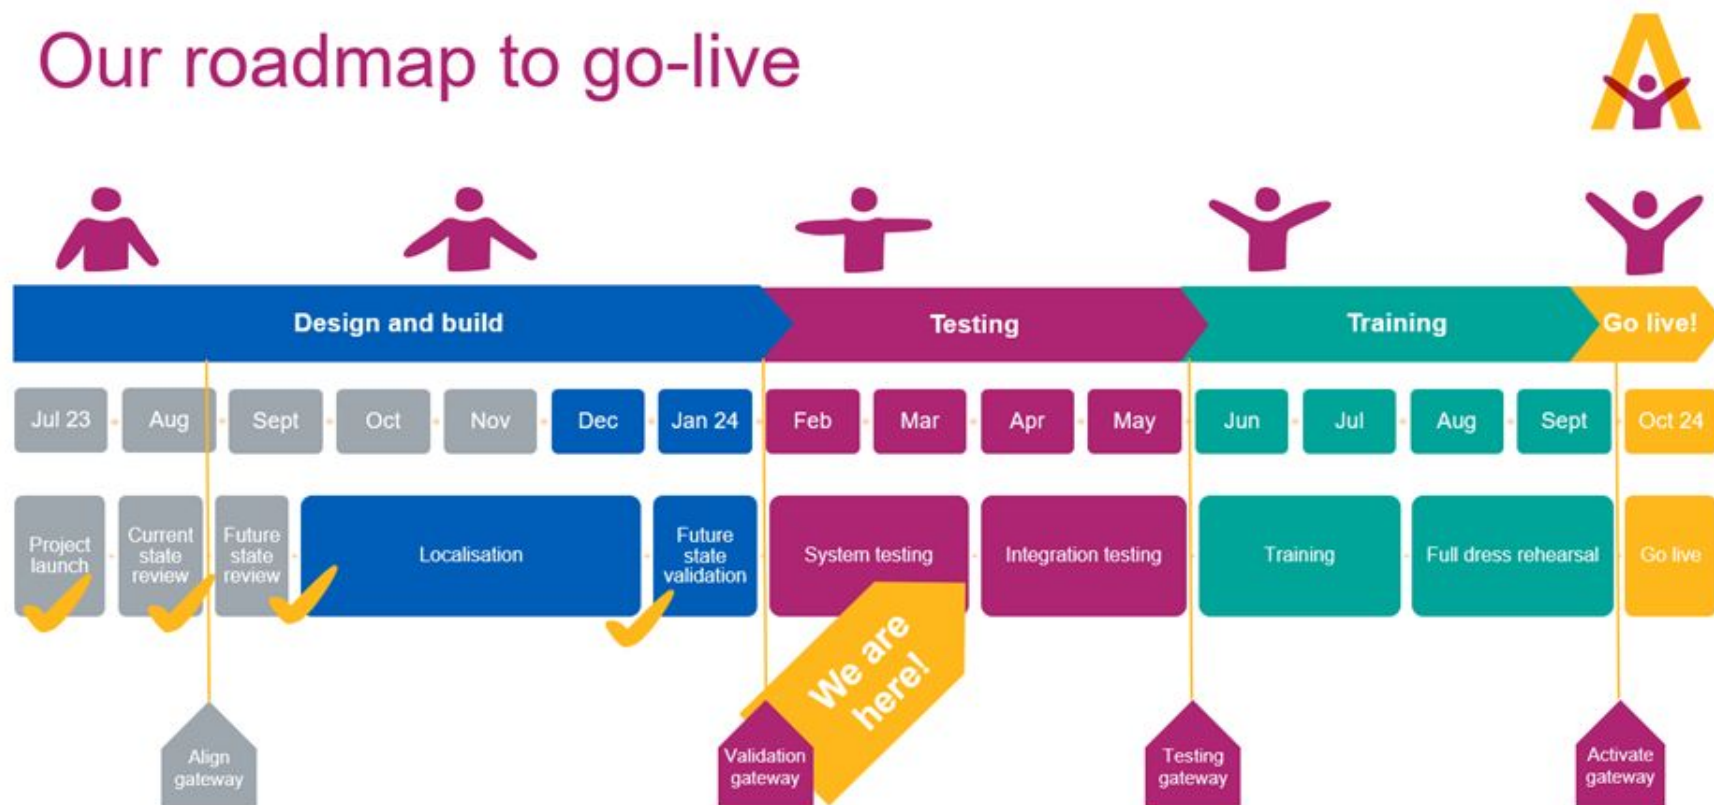 Our roadmap to go-live
A
Design and build
Testing
Training
Go live!
Jul 23
Aug
Sept
Oct
Nov
Dec
Jan 24
Feb
Mar
Apr
May
Jun
Jul
Aug
Sept
Oct 24
Project
launch
Current
state
review
Future
state
review
Localisation
Future
state
validation
System testing
Integration testing
Training
Full dress rehearsal
Go live
We are
here!
Align
gateway
Validation
gateway
Testing
gateway
Activate
gateway